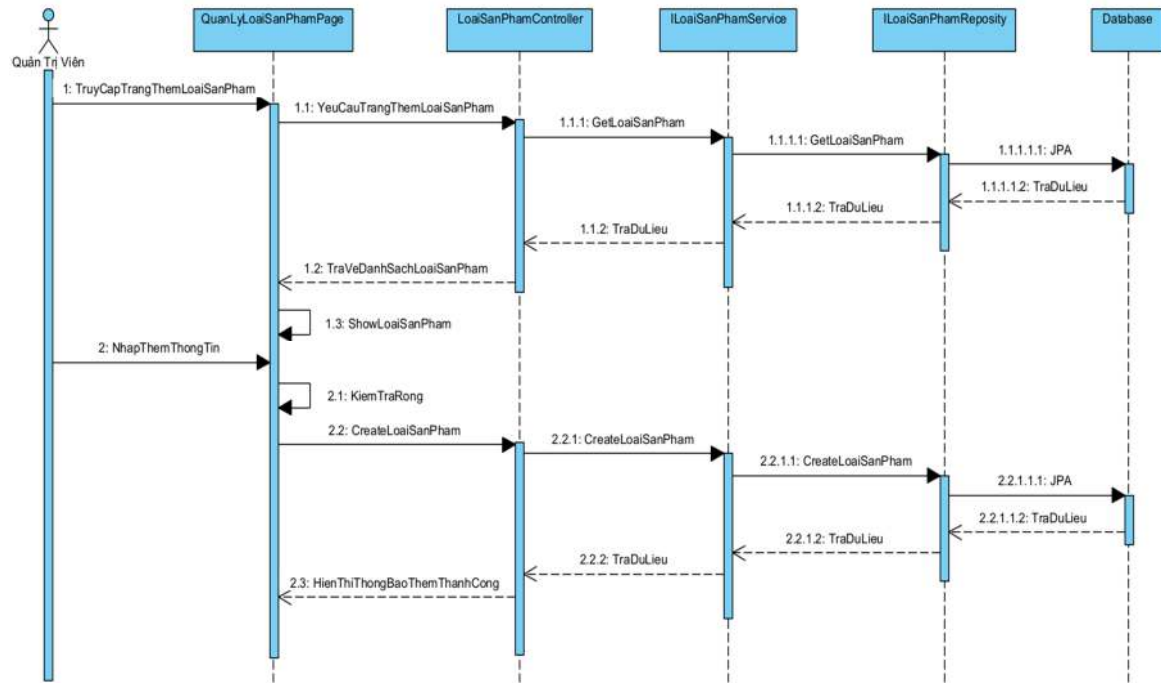 QuanLyLoaiSanPhamPage
LoaiSanPhamController
ILoaiSanPhamService
ILoaiSanPhamReposity
Database
Quản Trị Viên
1: TruyCapTrangThemLoaiSanPham
1.1: YeuCauTrangThemLoaiSanPham
1.1.1: GetLoaiSanPham
1.1.1.1: GetLoaiSanPham
1.1.1.1.1: JPA
1.1.1.1.2: TraDuLieu
1.1.1.2: TraDuLieu
1.1.2: TraDuLieu
1.2: TraVeDanhSachLoaiSanPham
1.3: ShowLoaiSanPham
2: NhapThemThongTin
2.1: KiemTraRong
2.2: CreateLoaiSanPham
2.2.1: CreateLoaiSanPham
2.2.1.1: CreateLoaiSanPham
2.2.1.1.1: JPA
2.2.1.1.2: TraDuLieu
2.2.1.2: TraDuLieu
2.2.2: TraDuLieu
2.3: HienThiThongBaoThemThanhCong